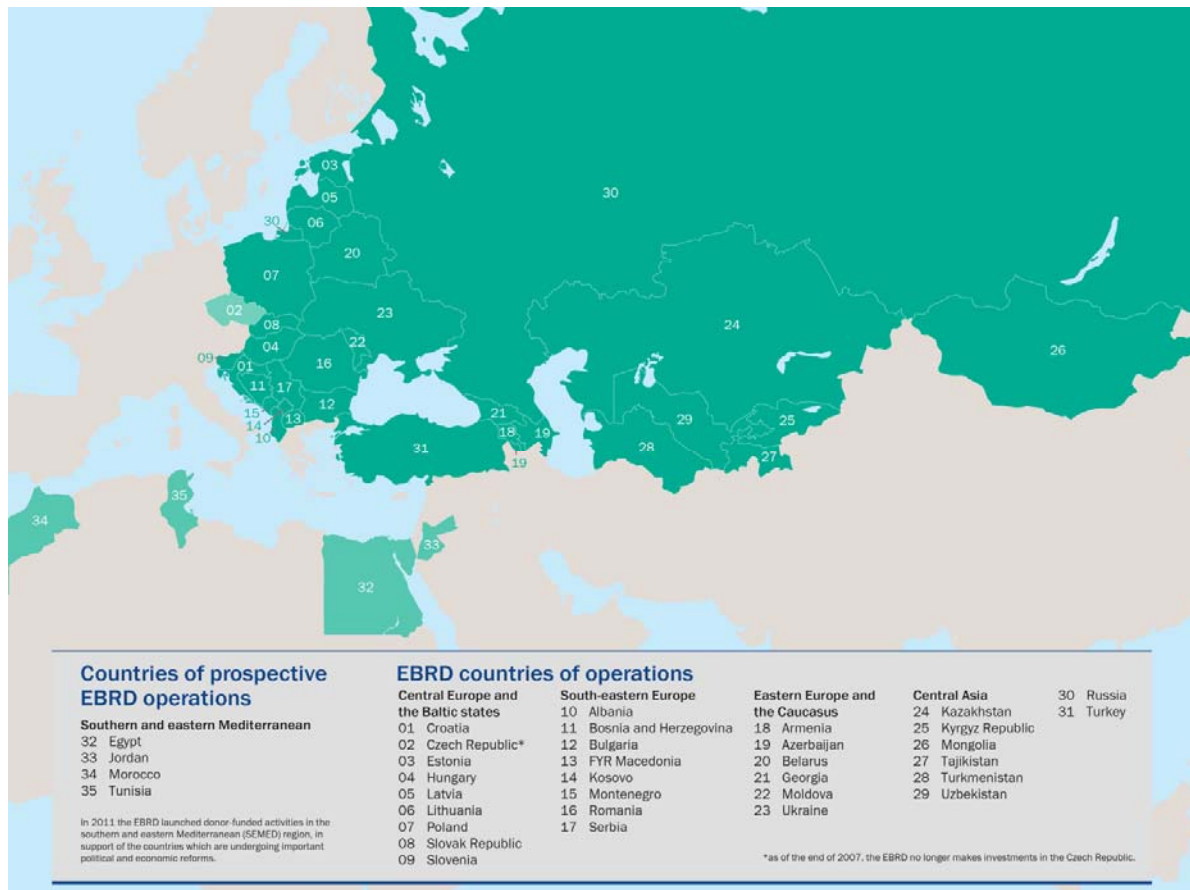 03
05
30
06
30
20
07
02
23
08
24
22
04
09
16
26
01
11
17
12
15
21
25
13
29
14
18
19
10
31
28
27
19
35
34
33
32
Countries of prospective
EBRD operations
Southern and eastern Mediterranean
32 Egypt
33 Jordan
34 Morocco
35 Tunisia
In 2011 the EBRD launched donor-funded activities in the
southern and eastern Mediterranean (SEMED) region, in
support of the countries which are undergoing important
political and economic reforms.
EBRD countries of operations
Central Europe and
the Baltic states
01 Croatia
02 Czech Republic*
03 Estonia
04 Hungary
05 Latvia
06 Lithuania
07 Poland
08 Slovak Republic
09 Slovenia
South-eastern Europe
10 Albania
11 Bosnia and Herzegovina
12 Bulgaria
13 FYR Macedonia
14 Kosovo
15 Montenegro
16 Romania
17 Serbia
Eastern Europe and
the Caucasus
18 Armenia
19 Azerbaijan
20 Belarus
21 Georgia
22 Moldova
23 Ukraine
Central Asia
24 Kazakhstan
25 Kyrgyz Republic
26 Mongolia
27 Tajikistan
28 Turkmenistan
29 Uzbekistan
30 Russia
31 Turkey
*as of the end of 2007, the EBRD no longer makes investments in the Czech Republic.